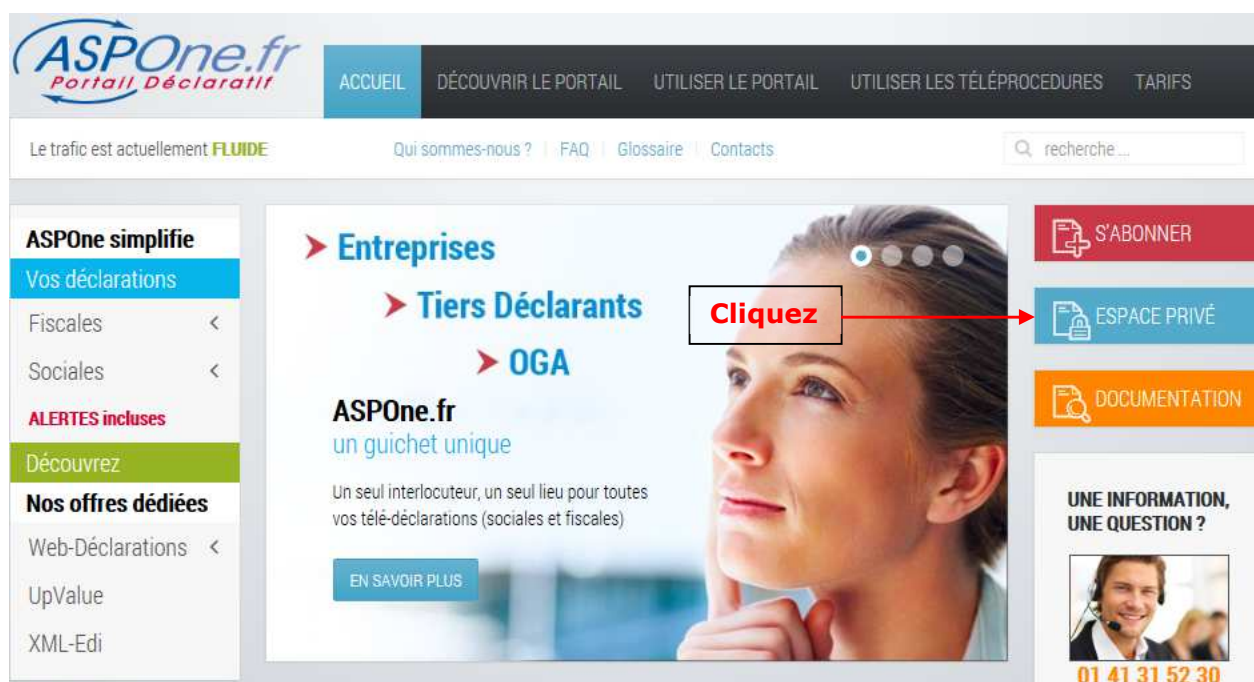 ASPOne.fr
Portail Déclaratif
ACCUEIL
DÉCOUVRIR LE PORTAIL
UTILISER LE PORTAIL
UTILISER LES TÉLÉPROCEDURES
TARIFS
Le trafic est actuellement FLUIDE
Qui sommes-nous ? | FAQ | Glossaire | Contacts
recherche ...
ASPOne simplifie
Vos déclarations
Fiscales <
Sociales <
ALERTES incluses
Découvrez
Nos offres dédiées
Web-Déclarations <
UpValue
XML-Edi
Entreprises
Tiers Déclarants
OGA
ASPOne.fr
un guichet unique
Un seul interlocuteur, un seul lieu pour toutes
vos télé-déclarations (sociales et fiscales)
EN SAVOIR PLUS
Cliquez
S'ABONNER
ESPACE PRIVÉ
DOCUMENTATION
UNE INFORMATION,
UNE QUESTION ?
01 41 31 52 30